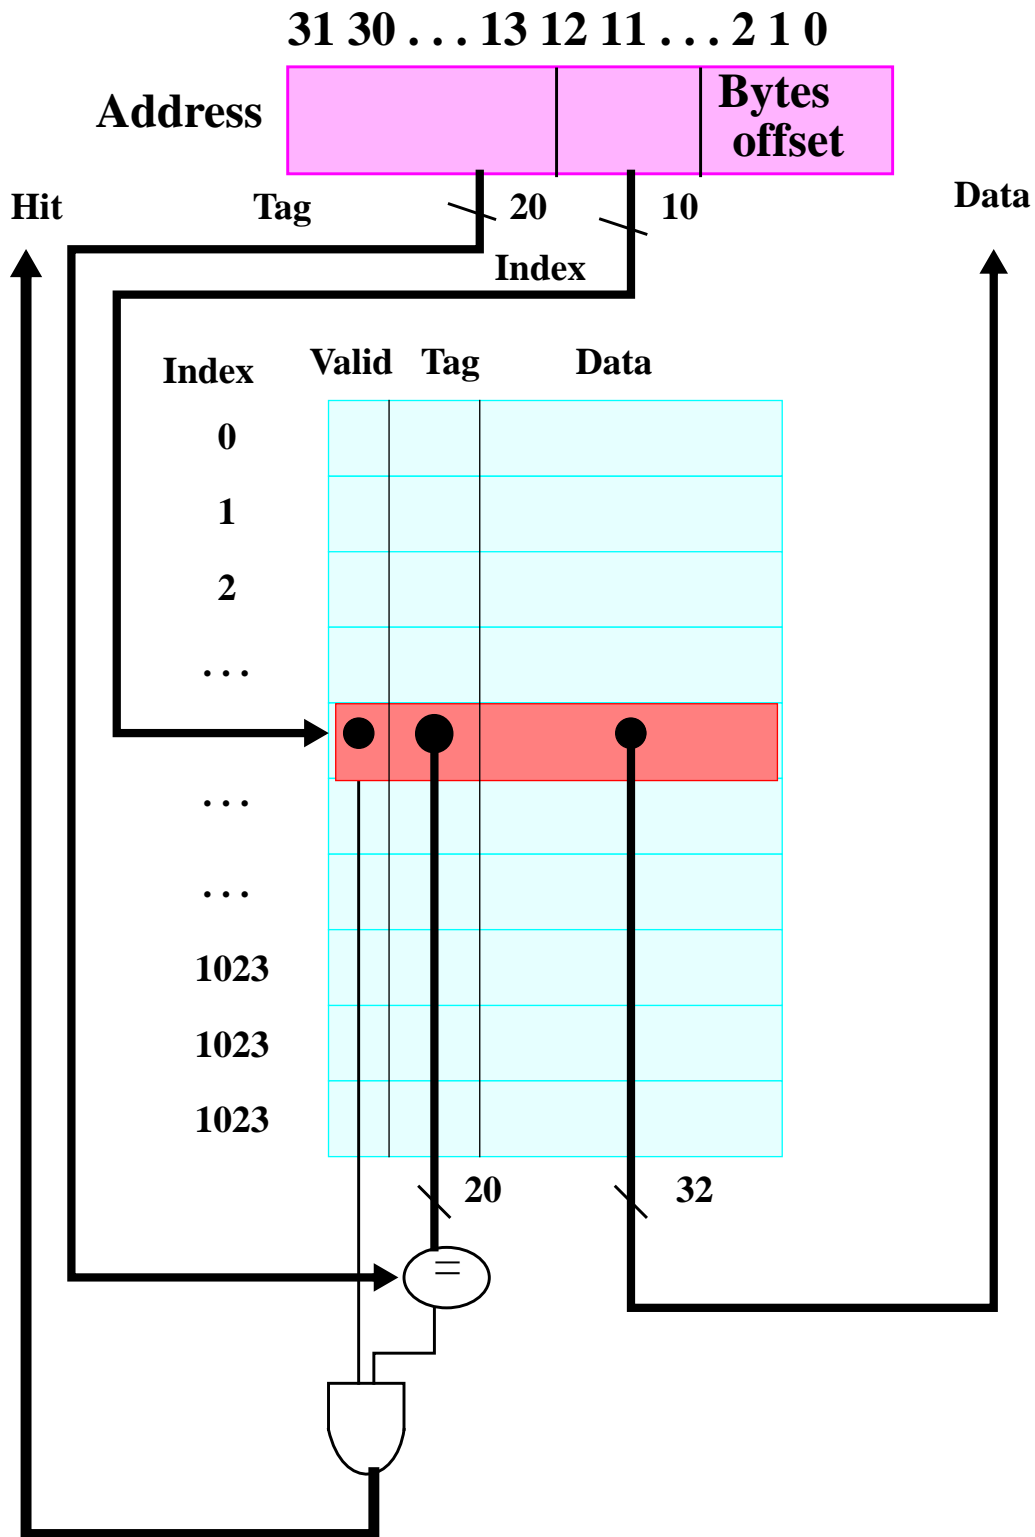 31 30 . . . 13 12 11 . . . 2 1 0
Address
Bytes
offset
Hit
Tag
20
10
Data
Index
Index
Valid
Tag
Data
0
1
2
. . .
. . .
. . .
1023
1023
1023
20
32
=